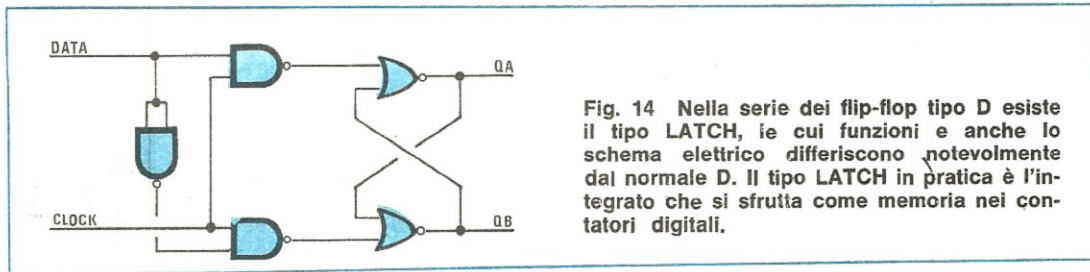 DATA
QA
CLOCK
QB
Fig. 14 Nella serie dei flip-flop tipo D esiste
il tipo LATCH, le cui funzioni e anche lo
schema elettrico differiscono notevolmente
dal normale D. Il tipo LATCH in pratica è l'in-
tegrato che si sfrutta come memoria nei con-
tatori digitali.